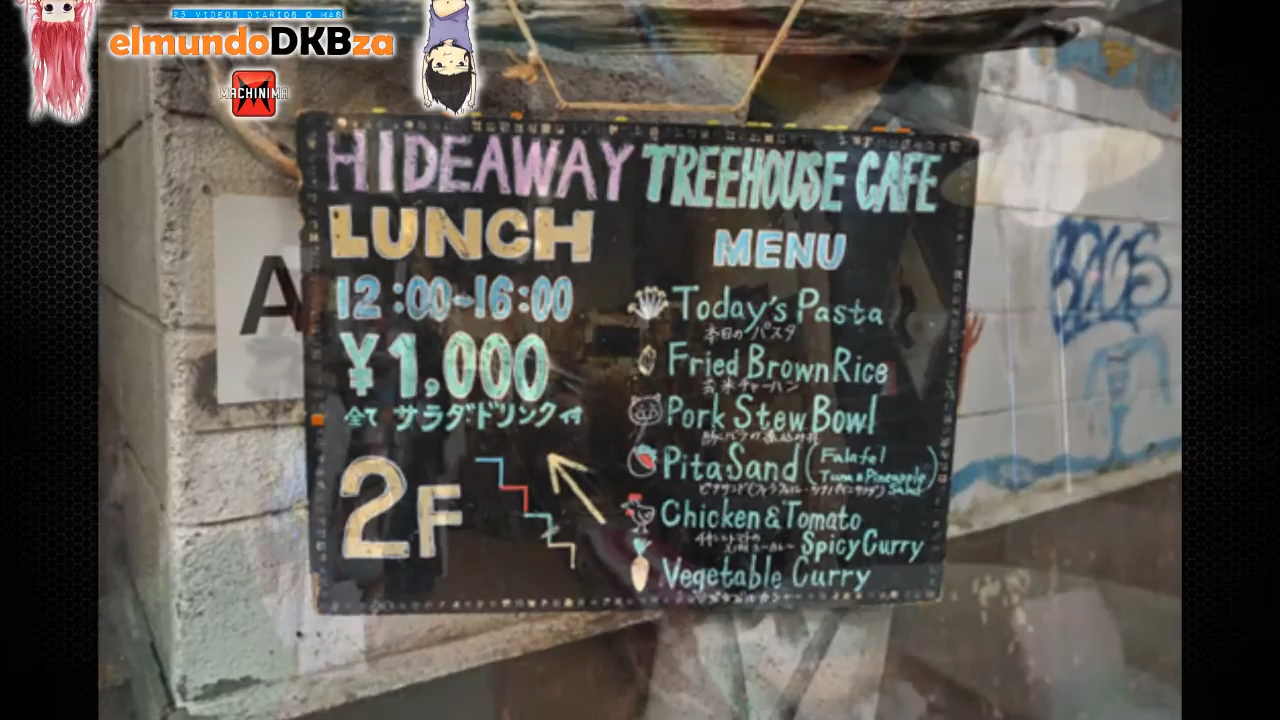 25 VIDEOS DIARIOS O MAS
elmundoDKBza
MACHINIMA
HIDEAWAY TREEHOUSE CAFE
LUNCH
12:00-16:00
¥1,000
全て サラダ・ドリンク付
2F
A
MENU
Today's Pasta
本日の パスタ
Fried Brown Rice
玄米チャーハン
Pork Stew Bowl
Pita Sand (Falafel
Tuna & Pineapple
Salad)
Chicken & Tomato
Spicy Curry
Vegetable Curry